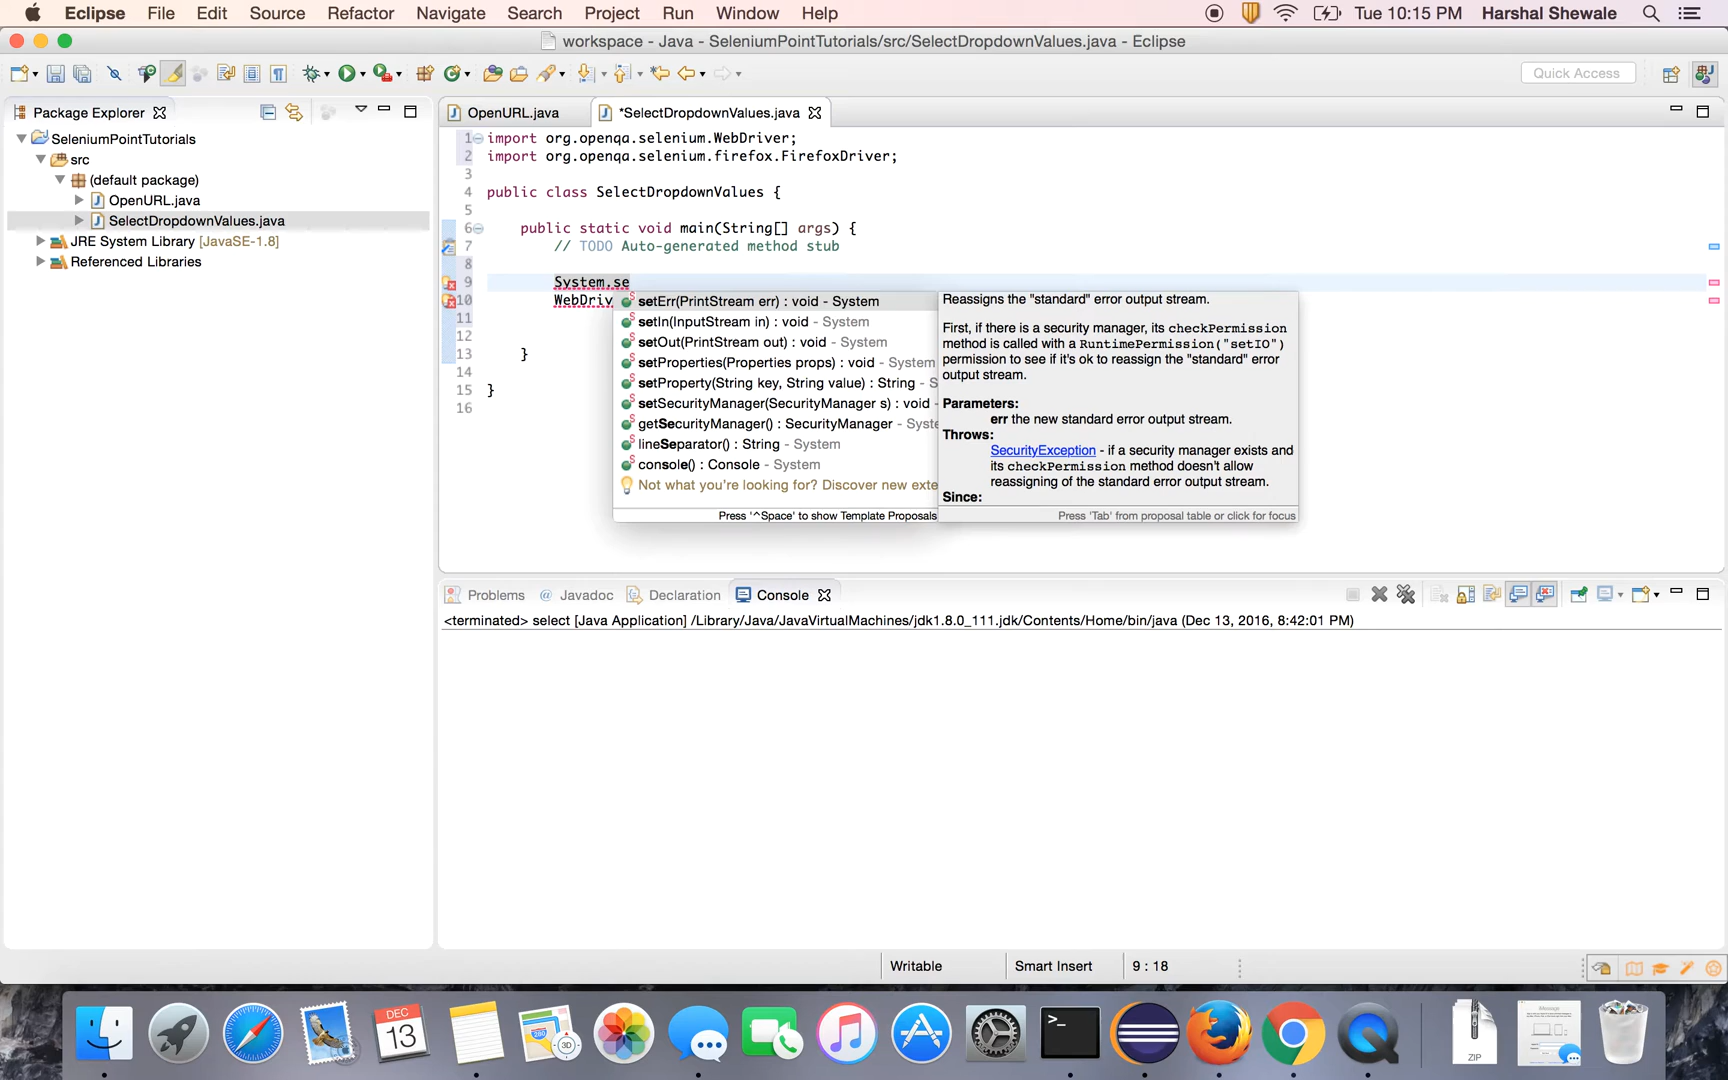 Eclipse File Edit Source Refactor Navigate Search Project Run Window Help Tue 10:15 PM Harshal Shewale
workspace - Java - SeleniumPointTutorials/src/SelectDropdownValues.java - Eclipse
Quick Access
Package Explorer
SeleniumPointTutorials
src
(default package)
OpenURL.java
SelectDropdownValues.java
JRE System Library [JavaSE-1.8]
Referenced Libraries
OpenURL.java *SelectDropdownValues.java
1 import org.openqa.selenium.WebDriver;
2 import org.openqa.selenium.firefox.FirefoxDriver;
3
4 public class SelectDropdownValues {
5
6 public static void main(String[] args) {
7 // TODO Auto-generated method stub
8
9 System.se
10 WebDriv
11
12
13 }
14
15 }
16
setErr(PrintStream err) : void - System
setIn(InputStream in) : void - System
setOut(PrintStream out) : void - System
setProperties(Properties props) : void - System
setProperty(String key, String value) : String - S
setSecurityManager(SecurityManager s) : void -
getSecurityManager() : SecurityManager - Syste
lineSeparator() : String - System
console() : Console - System
Not what you're looking for? Discover new exte
Press '^Space' to show Template Proposals
Reassigns the "standard" error output stream.
First, if there is a security manager, its checkPermission
method is called with a RuntimePermission("setIO")
permission to see if it's ok to reassign the "standard" error
output stream.
Parameters:
err the new standard error output stream.
Throws:
SecurityException - if a security manager exists and
its checkPermission method doesn't allow
reassigning of the standard error output stream.
Since:
Press 'Tab' from proposal table or click for focus
Problems @ Javadoc Declaration Console
<terminated> select [Java Application] /Library/Java/JavaVirtualMachines/jdk1.8.0_111.jdk/Contents/Home/bin/java (Dec 13, 2016, 8:42:01 PM)
Writable Smart Insert 9 : 18
DEC
13
280
3D
>_
ZIP
iMessage